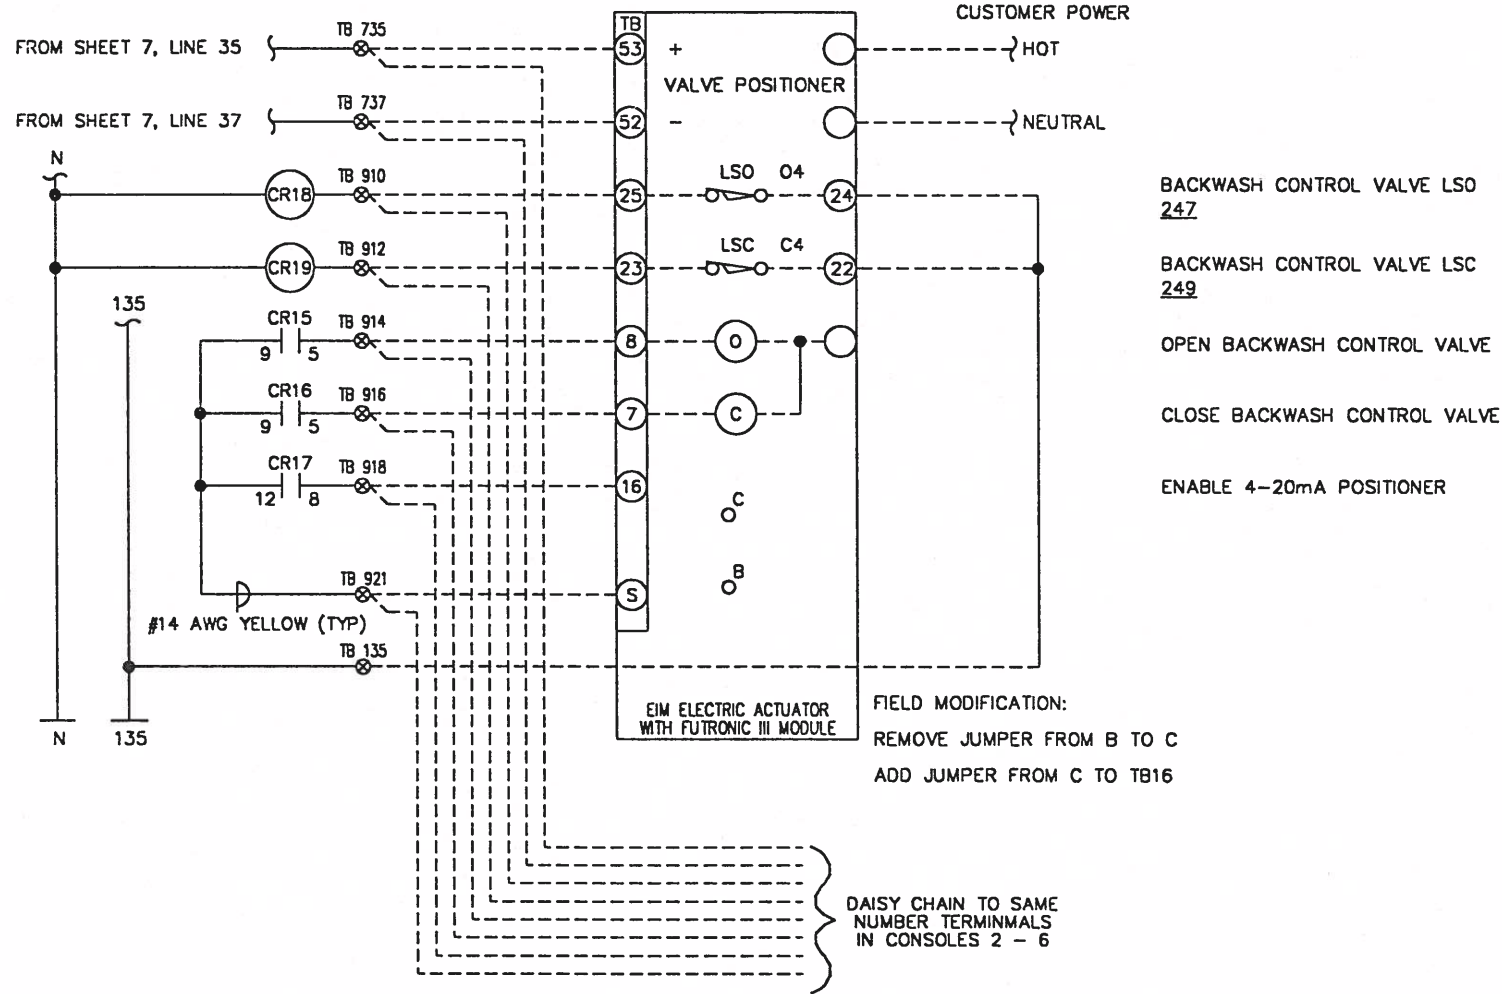 CUSTOMER POWER
FROM SHEET 7, LINE 35
TB 735
TB
53
+
HOT
VALVE POSITIONER
FROM SHEET 7, LINE 37
TB 737
52
-
NEUTRAL
N
CR18
TB 910
25
LSO O4
24
BACKWASH CONTROL VALVE LSO
247
CR19
TB 912
23
LSC C4
22
BACKWASH CONTROL VALVE LSC
249
135
CR15
9 5
TB 914
8
O
OPEN BACKWASH CONTROL VALVE
CR16
9 5
TB 916
7
C
CLOSE BACKWASH CONTROL VALVE
CR17
12 8
TB 918
16
ENABLE 4-20mA POSITIONER
C
B
TB 921
S
#14 AWG YELLOW (TYP)
TB 135
N
135
EIM ELECTRIC ACTUATOR
WITH FUTRONIC III MODULE
FIELD MODIFICATION:
REMOVE JUMPER FROM B TO C
ADD JUMPER FROM C TO TB16
DAISY CHAIN TO SAME
NUMBER TERMINMALS
IN CONSOLES 2 - 6